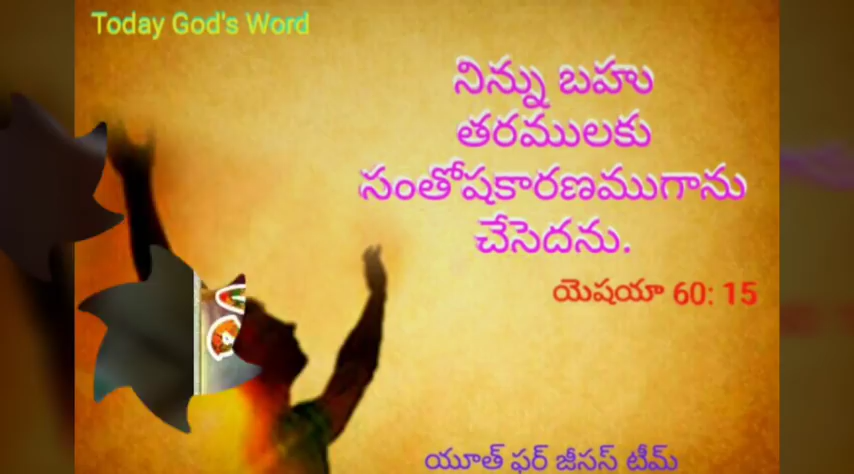 Today God's Word
నిన్ను బహు
తరములకు
సంతోషకారణముగాను
చేసెదను.
యెషయా 60: 15
యూత్ ఫర్ జీసస్ టీమ్